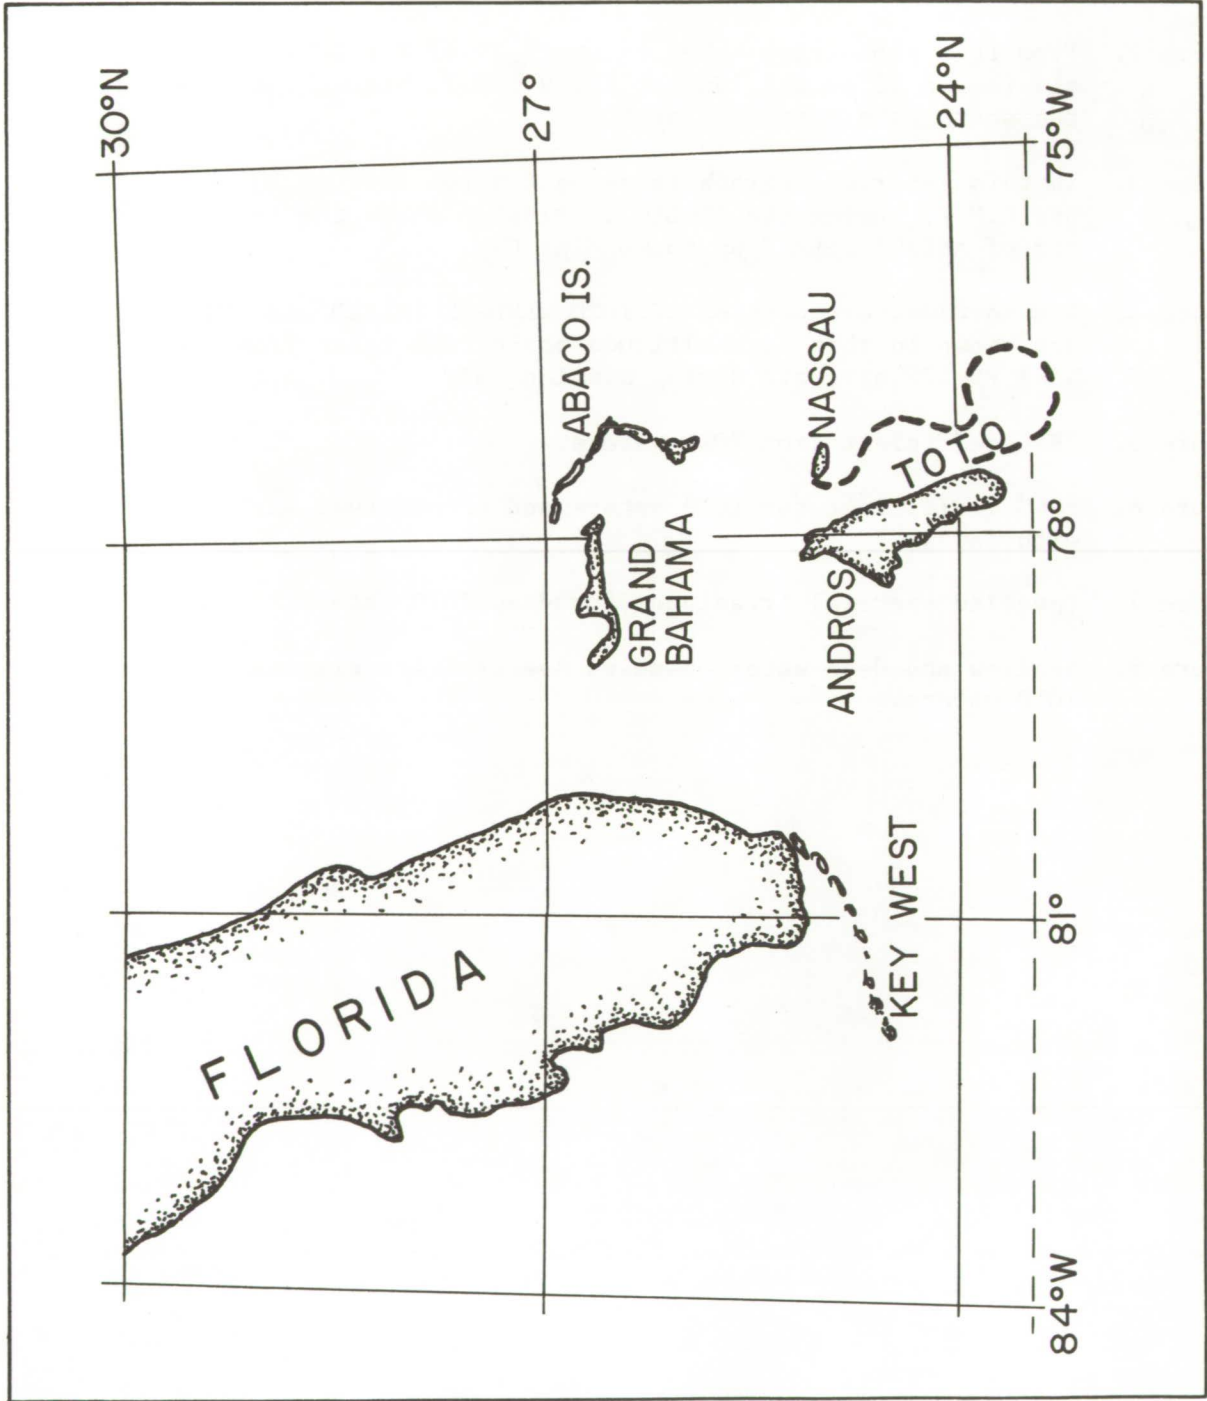 30°N
27°
24°N
FLORIDA
ABACO IS.
GRAND
BAHAMA
NASSAU
TOTO
ANDROS
KEY WEST
84°W
81°
78°
75°W